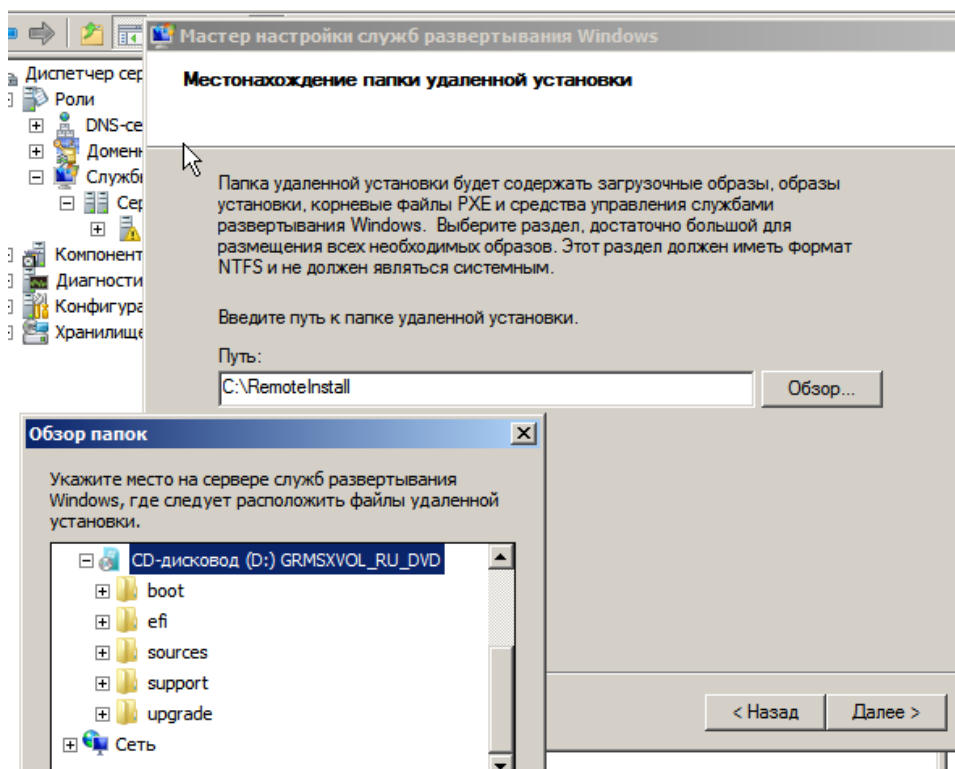 Мастер настройки служб развертывания Windows
Диспетчер сер
Роли
DNS-се
Домен
Служб
Сер
Компонент
Диагности
Конфигура
Хранилище
Местонахождение папки удаленной установки
Папка удаленной установки будет содержать загрузочные образы, образы
установки, корневые файлы PXE и средства управления службами
развертывания Windows. Выберите раздел, достаточно большой для
размещения всех необходимых образов. Этот раздел должен иметь формат
NTFS и не должен являться системным.
Введите путь к папке удаленной установки.
Путь:
C:\RemoteInstall
Обзор...
Обзор папок
Укажите место на сервере служб развертывания
Windows, где следует расположить файлы удаленной
установки.
CD-дисковод (D:) GRMSXVOL_RU_DVD
boot
efi
sources
support
upgrade
Сеть
< Назад
Далее >